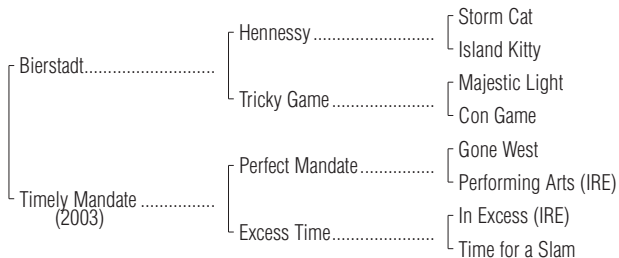 Storm Cat
Hennessy
Island Kitty
Bierstadt
Majestic Light
Tricky Game
Con Game
Gone West
Perfect Mandate
Performing Arts (IRE)
Timely Mandate
(2003)
In Excess (IRE)
Excess Time
Time for a Slam